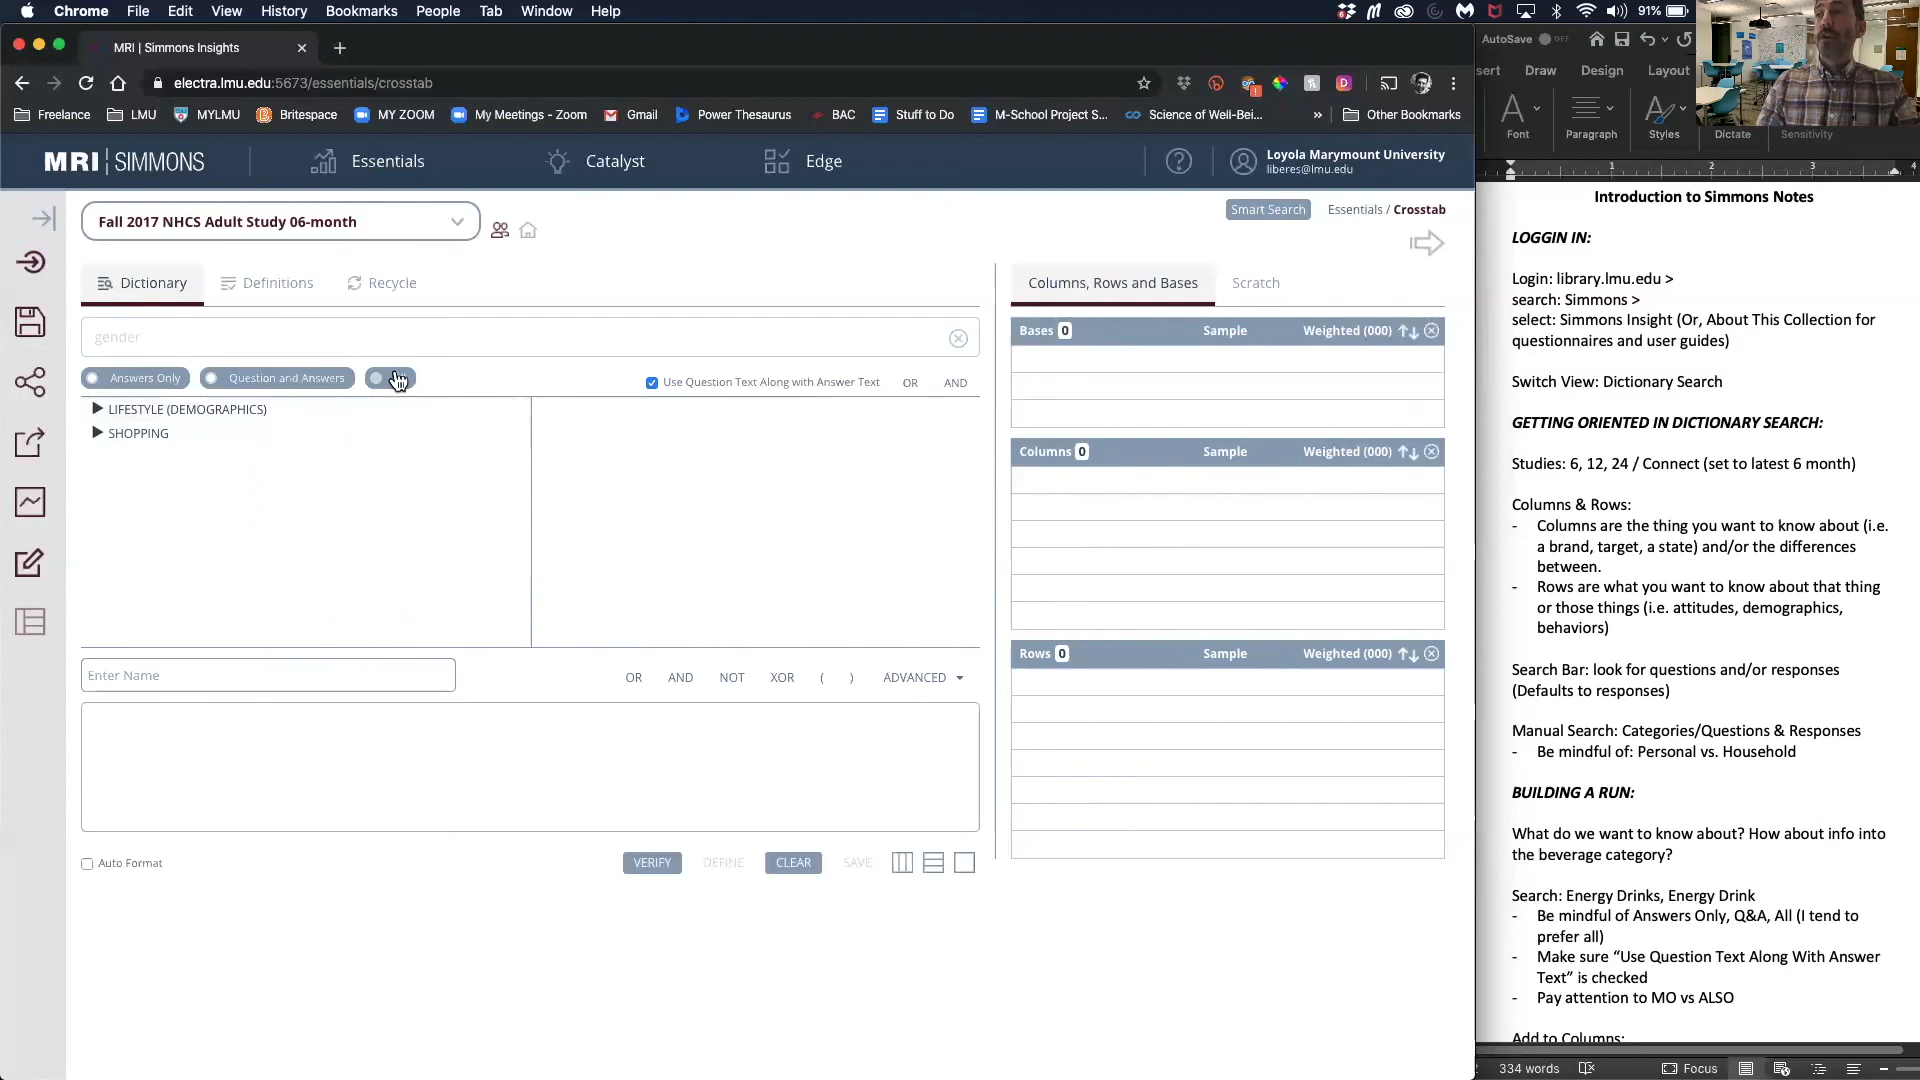 Chrome File Edit View History Bookmarks People Tab Window Help
91%
MRI | Simmons Insights
electra.lmu.edu:5673/essentials/crosstab
Freelance LMU MYLMU Britespace MY ZOOM My Meetings - Zoom Gmail Power Thesaurus BAC Stuff to Do M-School Project S... Science of Well-Bei... » Other Bookmarks
MRI | SIMMONS Essentials Catalyst Edge
Loyola Marymount University
liberes@lmu.edu
Fall 2017 NHCS Adult Study 06-month
Smart Search Essentials / Crosstab
Dictionary Definitions Recycle
gender
Answers Only Question and Answers
Use Question Text Along with Answer Text OR AND
LIFESTYLE (DEMOGRAPHICS)
SHOPPING
Enter Name
OR AND NOT XOR ( ) ADVANCED
Auto Format
VERIFY DEFINE CLEAR SAVE
Columns, Rows and Bases Scratch
Bases 0 Sample Weighted (000)
Columns 0 Sample Weighted (000)
Rows 0 Sample Weighted (000)
AutoSave OFF
sert Draw Design Layout
Font Paragraph Styles Dictate Sensitivity
1 2 3 4
Introduction to Simmons Notes
LOGGIN IN:
Login: library.lmu.edu >
search: Simmons >
select: Simmons Insight (Or, About This Collection for
questionnaires and user guides)
Switch View: Dictionary Search
GETTING ORIENTED IN DICTIONARY SEARCH:
Studies: 6, 12, 24 / Connect (set to latest 6 month)
Columns & Rows:
- Columns are the thing you want to know about (i.e.
a brand, target, a state) and/or the differences
between.
- Rows are what you want to know about that thing
or those things (i.e. attitudes, demographics,
behaviors)
Search Bar: look for questions and/or responses
(Defaults to responses)
Manual Search: Categories/Questions & Responses
- Be mindful of: Personal vs. Household
BUILDING A RUN:
What do we want to know about? How about info into
the beverage category?
Search: Energy Drinks, Energy Drink
- Be mindful of Answers Only, Q&A, All (I tend to
prefer all)
- Make sure “Use Question Text Along With Answer
Text” is checked
- Pay attention to MO vs ALSO
Add to Columns:
334 words Focus